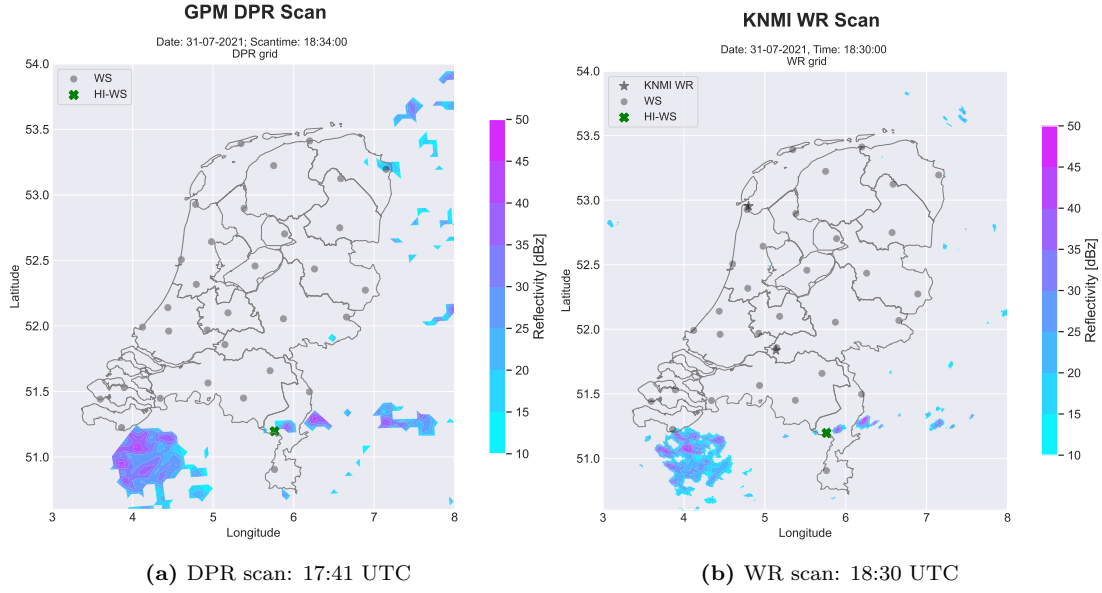 GPM DPR Scan
Date: 31-07-2021; Scantime: 18:34:00
DPR grid
WS
HI-WS
54.0
53.5
53.0
52.5
52.0
51.5
51.0
Latitude
3
4
5
6
7
8
Longitude
50
45
40
35
30
25
20
15
10
Reflectivity [dBz]
(a) DPR scan: 17:41 UTC
KNMI WR Scan
Date: 31-07-2021, Time: 18:30:00
WR grid
KNMI WR
WS
HI-WS
54.0
53.5
53.0
52.5
52.0
51.5
51.0
Latitude
3
4
5
6
7
8
Longitude
50
45
40
35
30
25
20
15
10
Reflectivity [dBz]
(b) WR scan: 18:30 UTC